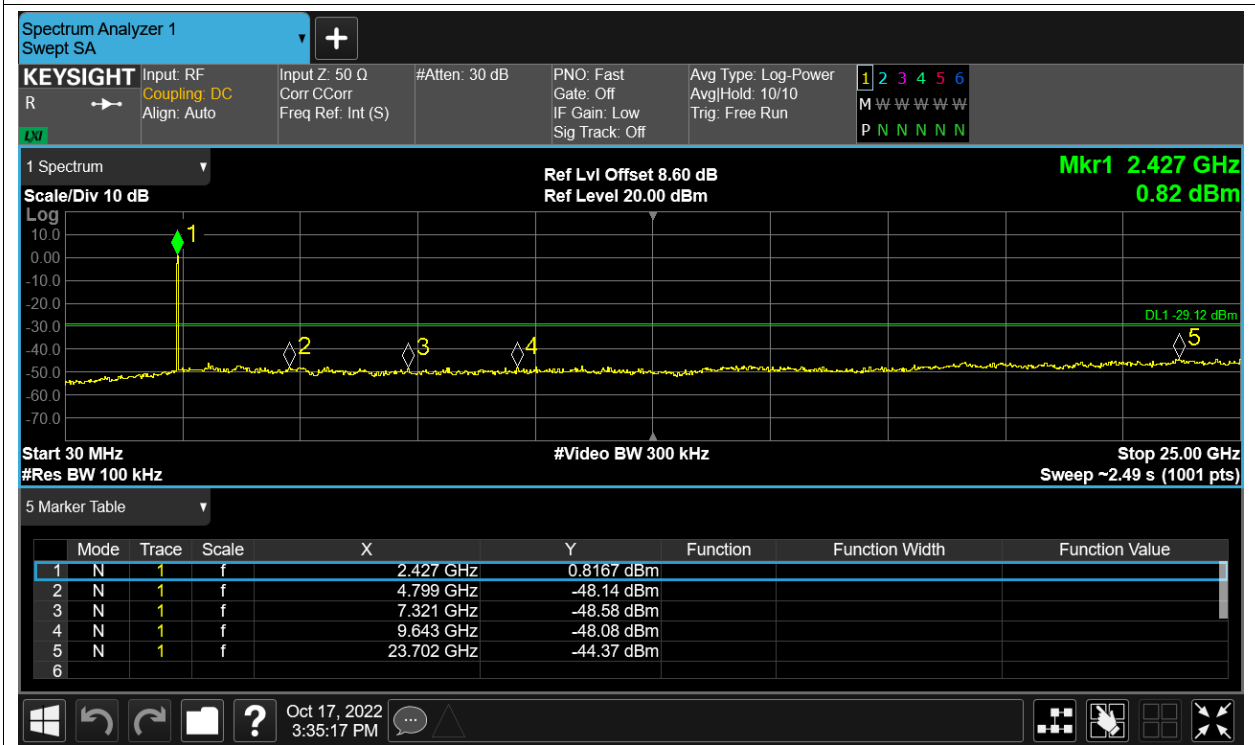 Spectrum Analyzer 1
Swept SA
+
KEYSIGHT Input: RF Input Z: 50 Ω #Atten: 30 dB PNO: Fast Avg Type: Log-Power 1 2 3 4 5 6
R Coupling: DC Corr CCorr Gate: Off Avg|Hold: 10/10 M W W W W W W
Align: Auto Freq Ref: Int (S) IF Gain: Low Trig: Free Run
LXI Sig Track: Off P N N N N N N
1 Spectrum Ref Lvl Offset 8.60 dB Mkr1 2.427 GHz
Scale/Div 10 dB Ref Level 20.00 dBm 0.82 dBm
Log
10.0 1
0.00
-10.0
-20.0
DL1 -29.12 dBm
-30.0
-40.0 2 3 4 5
-50.0
-60.0
-70.0
Start 30 MHz #Video BW 300 kHz Stop 25.00 GHz
#Res BW 100 kHz Sweep ~2.49 s (1001 pts)
5 Marker Table
Mode Trace Scale X Y Function Function Width Function Value
1 N 1 f 2.427 GHz 0.8167 dBm
2 N 1 f 4.799 GHz -48.14 dBm
3 N 1 f 7.321 GHz -48.58 dBm
4 N 1 f 9.643 GHz -48.08 dBm
5 N 1 f 23.702 GHz -44.37 dBm
6
? Oct 17, 2022
3:35:17 PM